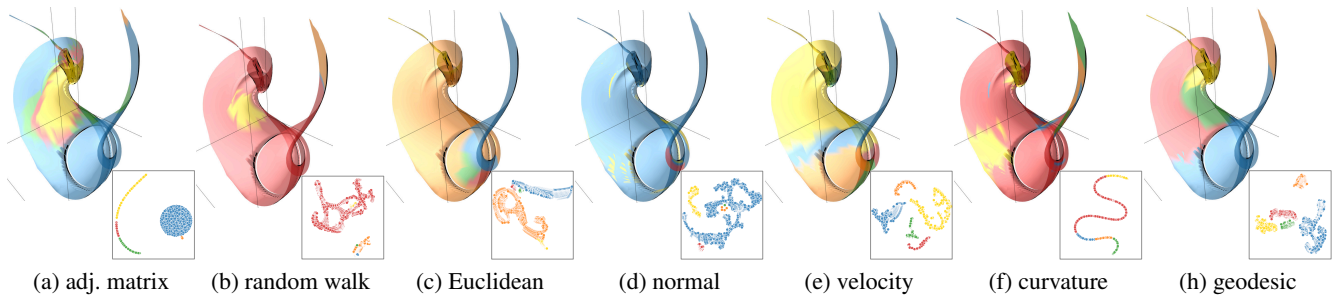 (a) adj. matrix (b) random walk (c) Euclidean (d) normal (e) velocity (f) curvature (h) geodesic